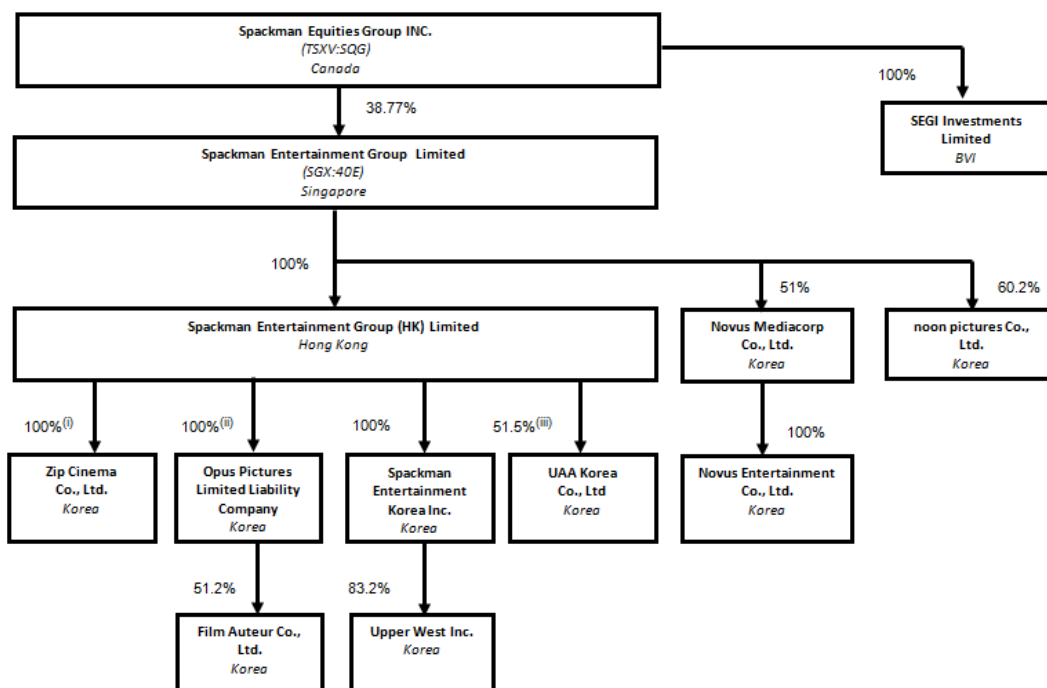 Spackman Equities Group INC.
(TSXV:SQG)
Canada
100%
38.77%
SEGI Investments
Limited
BVI
Spackman Entertainment Group Limited
(SGX:40E)
Singapore
100%
51%
60.2%
Spackman Entertainment Group (HK) Limited
Hong Kong
Novus Mediacorp
Co., Ltd.
Korea
noon pictures Co.,
Ltd.
Korea
100%(i)
100%(ii)
100%
51.5%(iii)
100%
Zip Cinema
Co., Ltd.
Korea
Opus Pictures
Limited Liability
Company
Korea
Spackman
Entertainment
Korea Inc.
Korea
UAA Korea
Co., Ltd
Korea
Novus Entertainment
Co., Ltd.
Korea
51.2%
83.2%
Film Auteur Co.,
Ltd.
Korea
Upper West Inc.
Korea